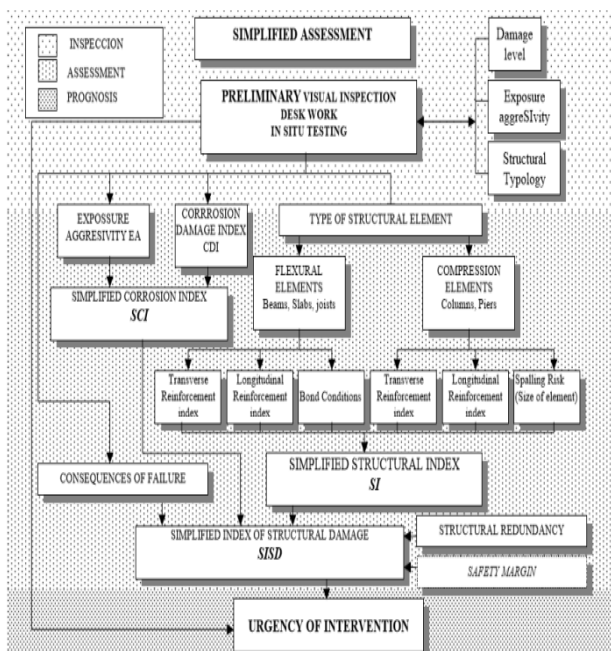 INSPECCION
ASSESSMENT
PROGNOSIS
SIMPLIFIED ASSESSMENT
PRELIMINARY VISUAL INSPECTION
DESK WORK
IN SITU TESTING
Damage
level
Exposure
aggreSIvity
Structural
Typology
EXPOSSURE
AGGRESIVITY EA
CORRROSION
DAMAGE INDEX
CDI
TYPE OF STRUCTURAL ELEMENT
SIMPLIFIED CORROSION INDEX
SCI
FLEXURAL
ELEMENTS
Beams, Slabs, joists
COMPRESSION
ELEMENTS
Columns, Piers
Transverse
Reinforcement
index
Longitudinal
Reinforcement
index
Bond Conditions
Transverse
Reinforcement
index
Longitudinal
Reinforcement
index
Spalling Risk
(Size of element)
SIMPLIFIED STRUCTURAL INDEX
SI
CONSEQUENCES OF FAILURE
SIMPLIFIED INDEX OF STRUCTURAL DAMAGE
SISD
STRUCTURAL REDUNDANCY
SAFETY MARGIN
URGENCY OF INTERVENTION